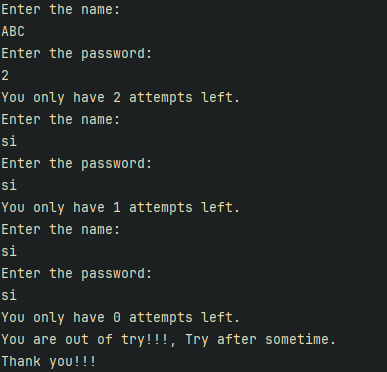 Enter the name:
ABC
Enter the password:
2
You only have 2 attempts left.
Enter the name:
si
Enter the password:
si
You only have 1 attempts left.
Enter the name:
si
Enter the password:
si
You only have 0 attempts left.
You are out of try!!!, Try after sometime.
Thank you!!!